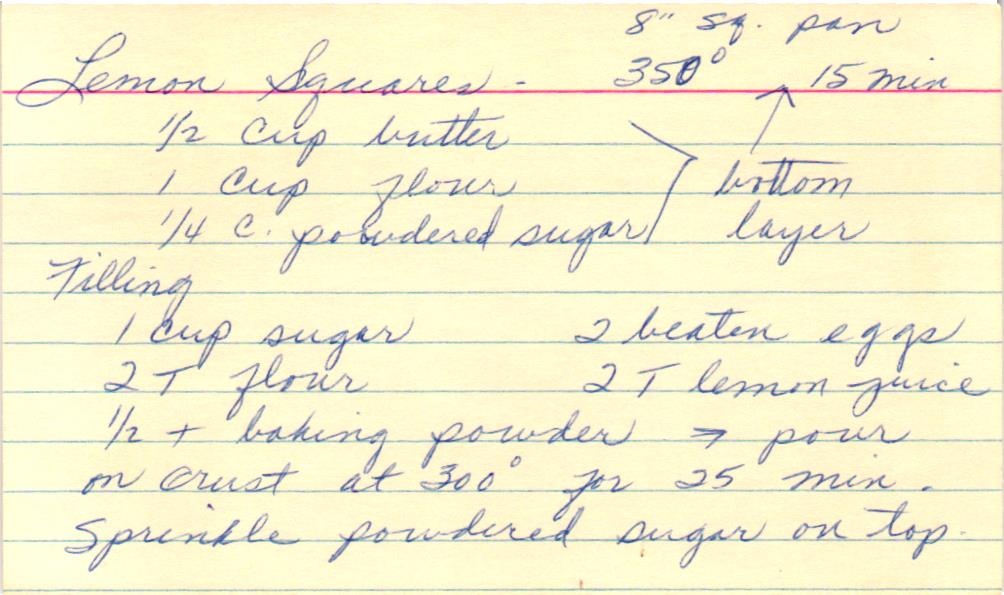 8" sq. pan
Lemon Squares - 350° 15 min
1/2 cup butter
1 cup flour bottom
1/4 c. powdered sugar layer
Filling
1 cup sugar 2 beaten eggs
2 T flour 2 T lemon juice
1/2 t baking powder → pour
on crust at 300° for 25 min.
Sprinkle powdered sugar on top.